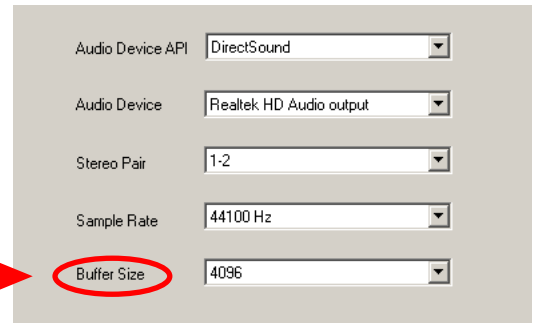 Audio Device API DirectSound
Audio Device Realtek HD Audio output
Stereo Pair 1-2
Sample Rate 44100 Hz
Buffer Size 4096